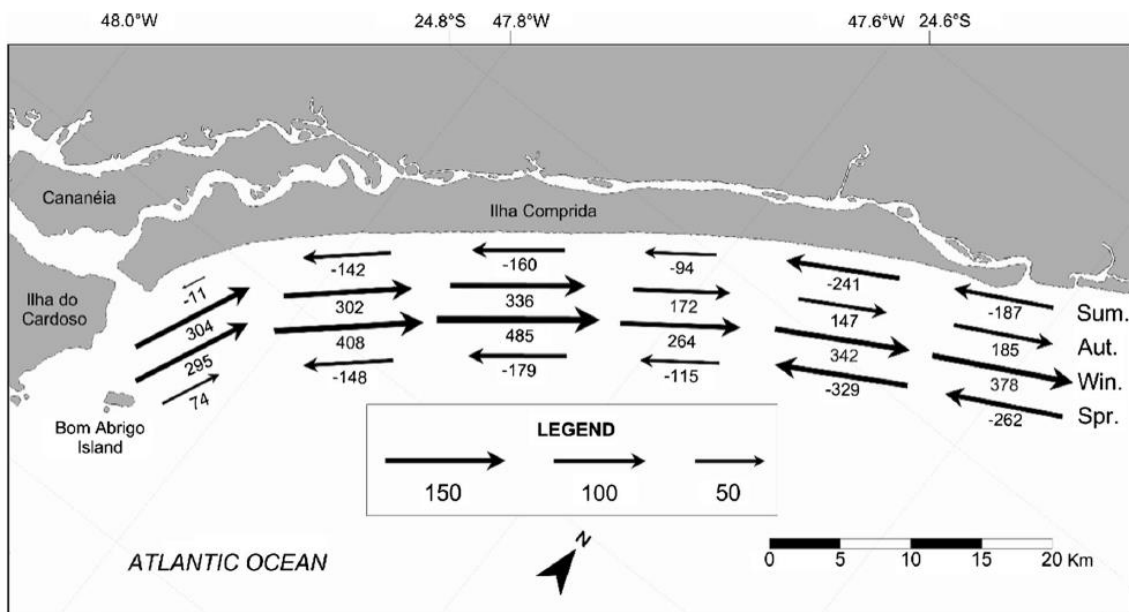 48.0°W 24.8°S 47.8°W 47.6°W 24.6°S
Cananéia
Ilha Comprida
Ilha do
Cardoso
-11 -142 -160 -94 -241 -187 Sum.
304 302 336 172 147 185 Aut.
295 408 485 264 342 378 Win.
74 -148 -179 -115 -329 -262 Spr.
Bom Abrigo
Island
LEGEND
150 100 50
N
ATLANTIC OCEAN
0 5 10 15 20 Km